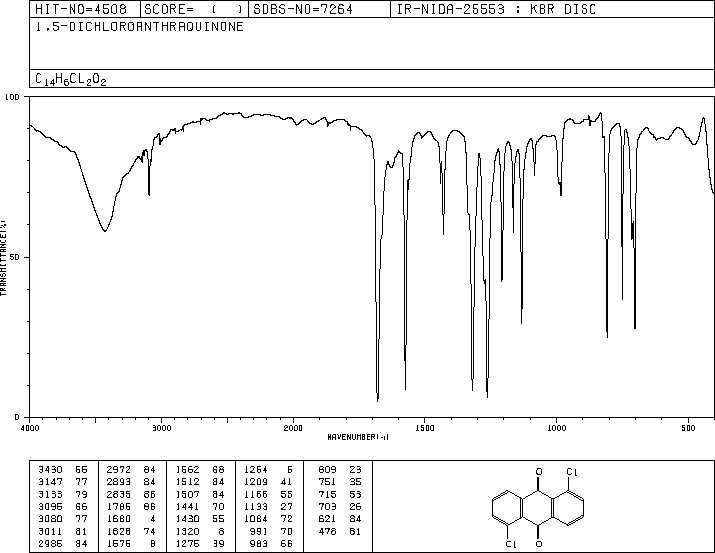 HIT-NO=4508 SCORE= ( ) SDBS-NO=7264 IR-NIDA-25553 : KBR DISC
1,5-DICHLOROANTHRAQUINONE
C14H6CL2O2
100
50
0
TRANSMITTANCE(%)
4000 3000 2000 1500 1000 500
WAVENUMBER(-1)
3430 66 2972 84 1662 68 1264 6 809 23
3147 77 2893 84 1512 84 1209 41 751 35
3133 79 2835 86 1507 84 1166 55 715 53
3095 66 1786 86 1441 70 1133 27 703 26
3080 77 1680 4 1430 55 1084 72 621 84
3011 81 1628 74 1320 8 991 70 476 81
2985 84 1576 8 1275 39 983 66
O Cl
Cl O